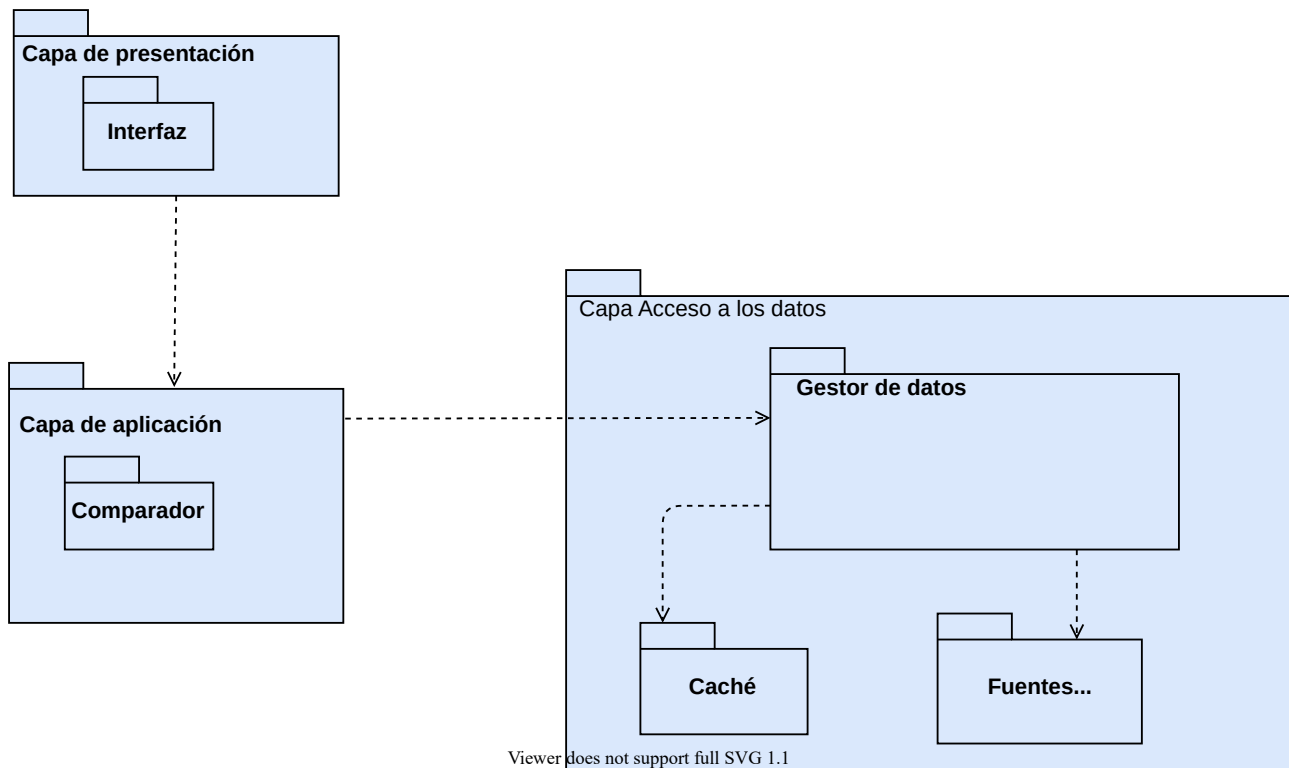 Capa de presentación
Interfaz
Capa Acceso a los datos
Gestor de datos
Capa de aplicación
Comparador
Caché
Fuentes...
Viewer does not support full SVG 1.1